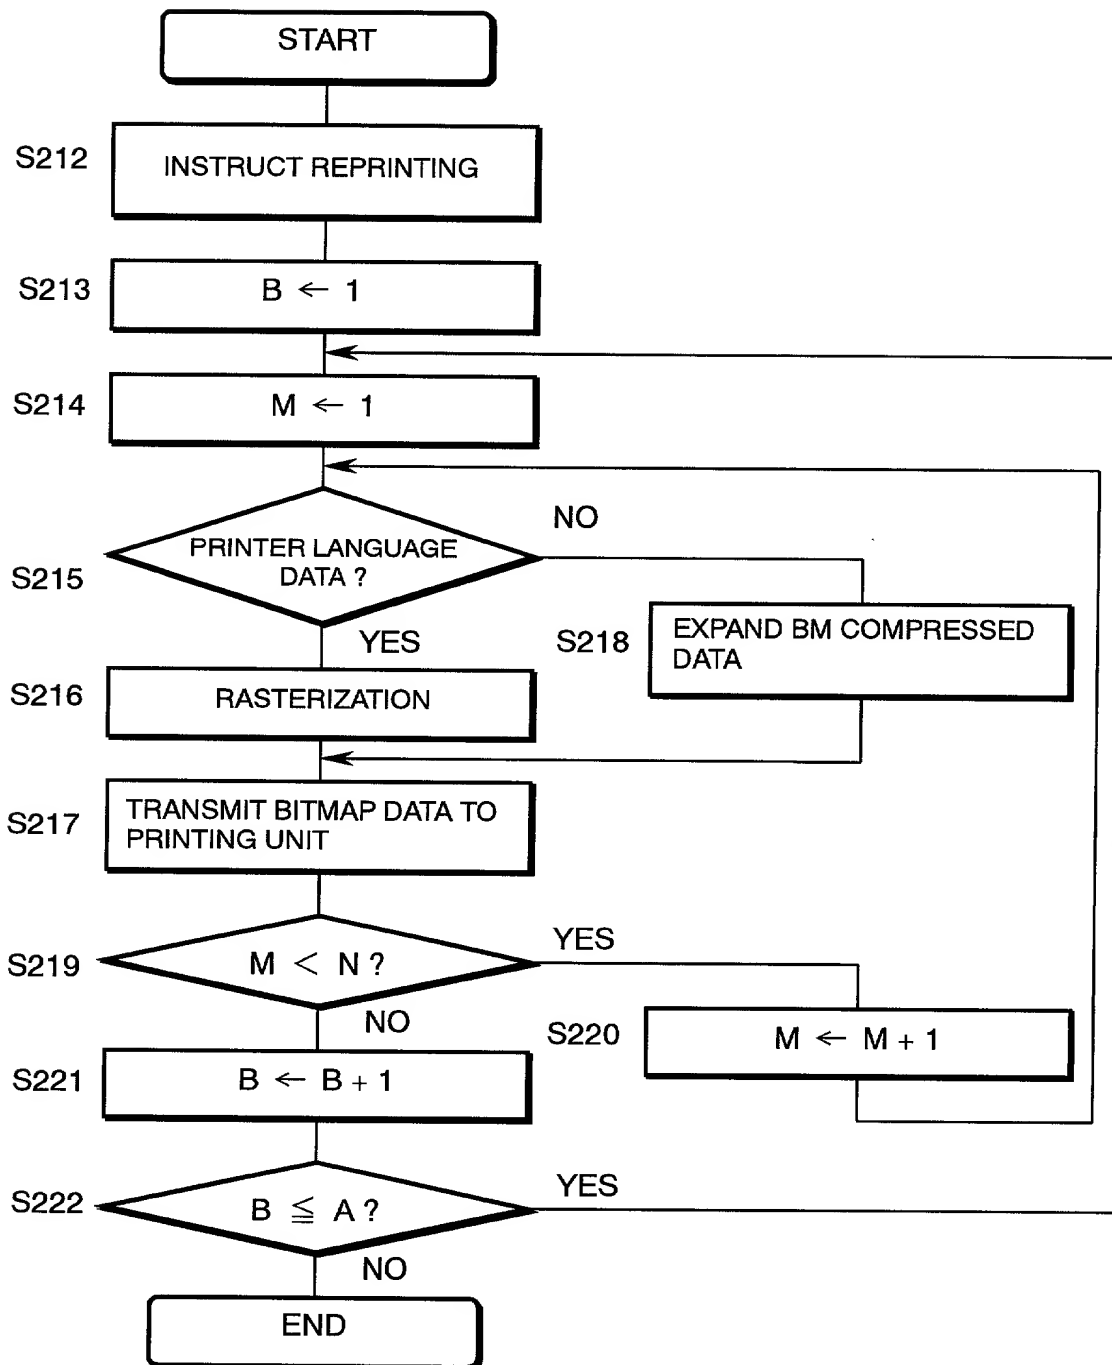 START
S212
INSTRUCT REPRINTING
S213
B ← 1
S214
M ← 1
NO
PRINTER LANGUAGE
DATA ?
S215
YES
S218
EXPAND BM COMPRESSED
DATA
S216
RASTERIZATION
S217
TRANSMIT BITMAP DATA TO
PRINTING UNIT
YES
S219
M < N ?
NO
S220
M ← M + 1
S221
B ← B + 1
YES
S222
B ≦ A ?
NO
END